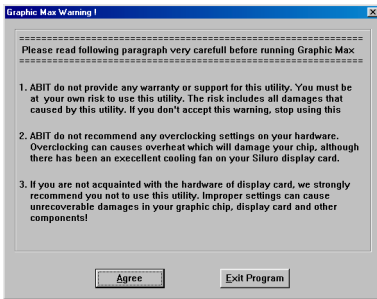 Graphic Max Warning !
==============================================
Please read following paragraph very carefull before running Graphic Max
==============================================
1. ABIT do not provide any warranty or support for this utility. You must be
at your own risk to use this utility. The risk includes all damages that
caused by this utility. If you don't accept this warning, stop using this
2. ABIT do not recommend any overclocking settings on your hardware.
Overclocking can causes overheat which will damage your chip, although
there has been an execellent cooling fan on your Siluro display card.
3. If you are not acquainted with the hardware of display card, we strongly
recommend you not to use this utility. Improper settings can cause
unrecoverable damages in your graphic chip, display card and other
components!
Agree
Exit Program